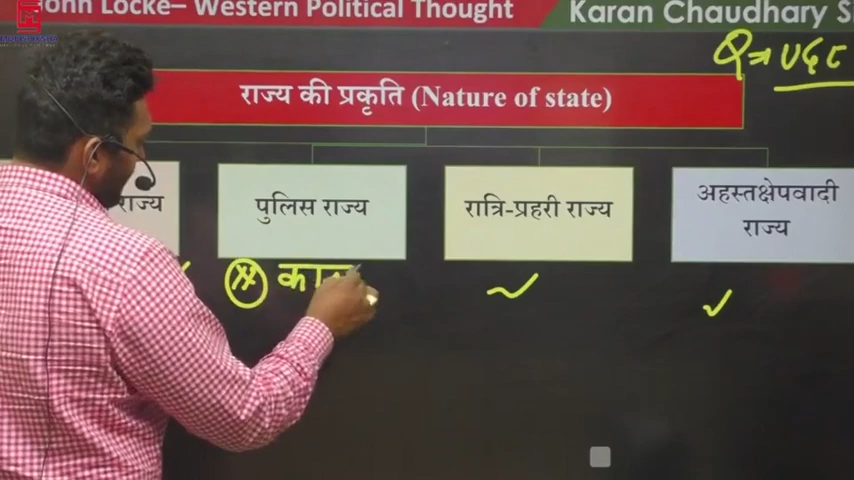 John Locke– Western Political Thought
Karan Chaudhary S
Q⇒ UGC
राज्य की प्रकृति (Nature of state)
राज्य
पुलिस राज्य
रात्रि-प्रहरी राज्य
अहस्तक्षेपवादी
राज्य